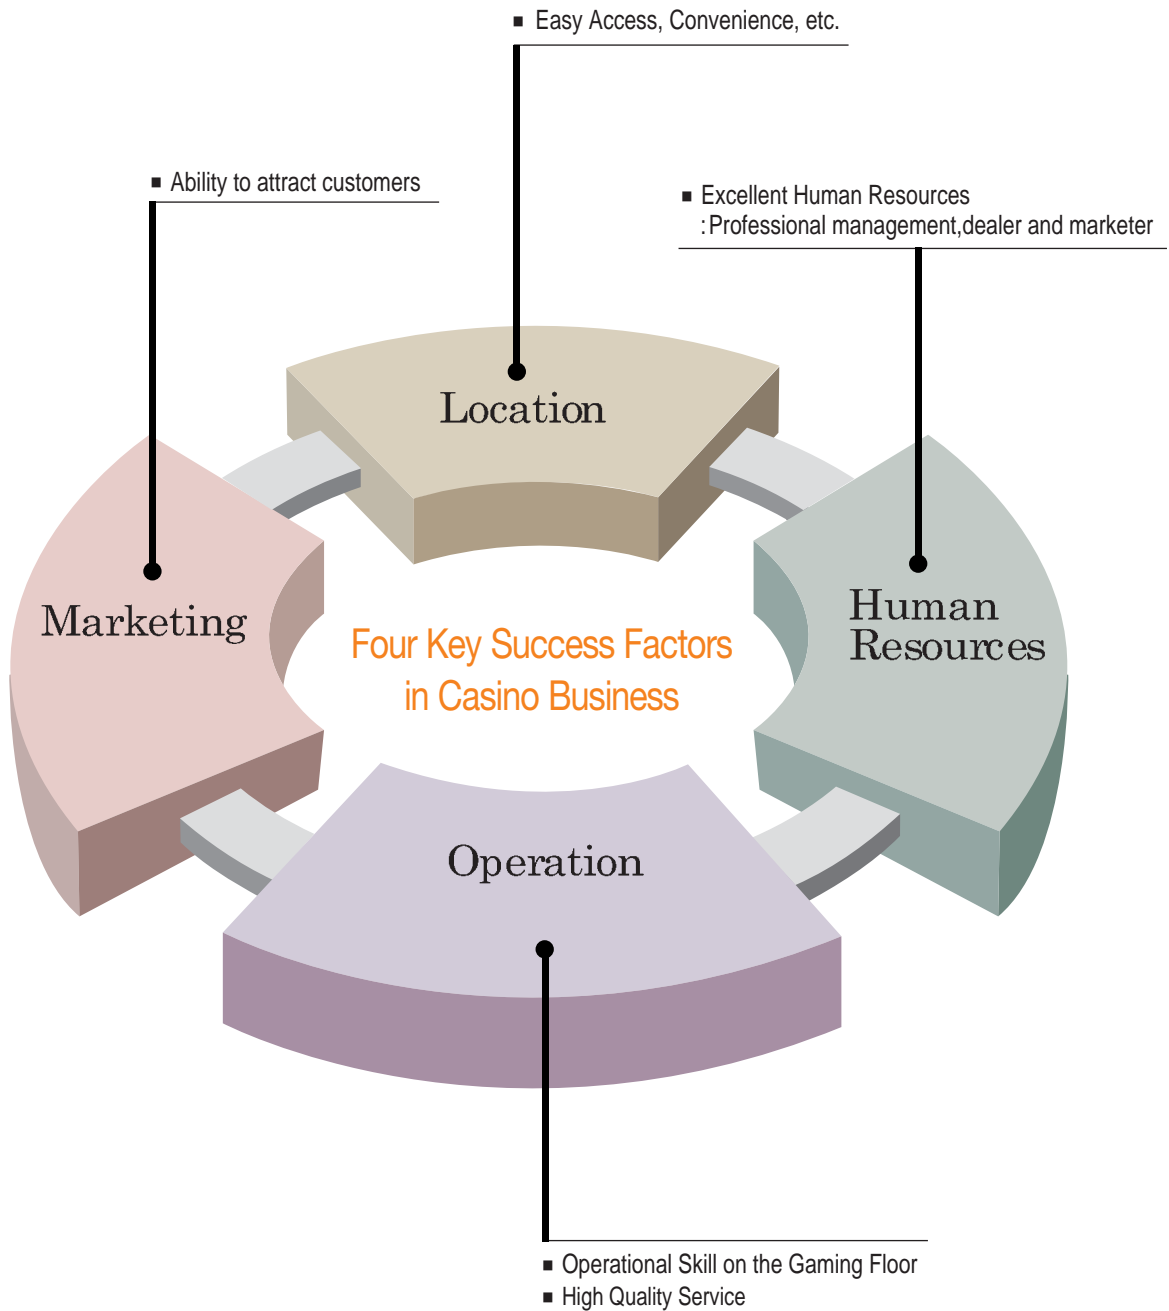 ■ Easy Access, Convenience, etc.
■ Ability to attract customers
■ Excellent Human Resources
:Professional management,dealer and marketer
Location
Marketing
Human
Resources
Four Key Success Factors
in Casino Business
Operation
■ Operational Skill on the Gaming Floor
■ High Quality Service